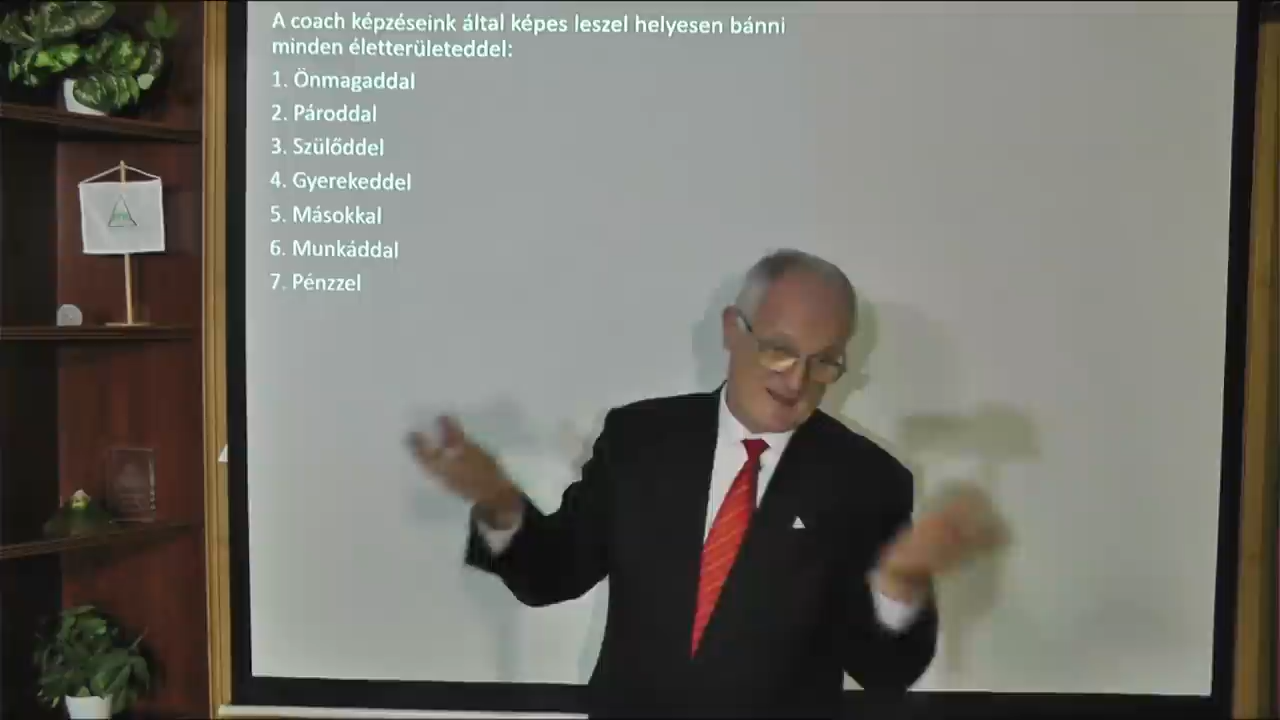 A coach képzéseink által képes leszel helyesen bánni
minden életterületeddel:
1. Önmagaddal
2. Pároddal
3. Szülőddel
4. Gyerekeddel
5. Másokkal
6. Munkáddal
7. Pénzzel